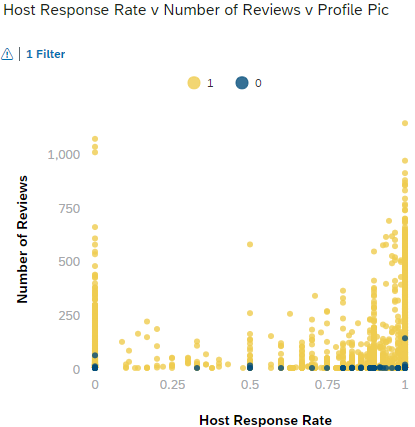 Host Response Rate v Number of Reviews v Profile Pic
1 Filter
1 0
1,000
750
500
250
0
0 0.25 0.5 0.75 1
Number of Reviews
Host Response Rate